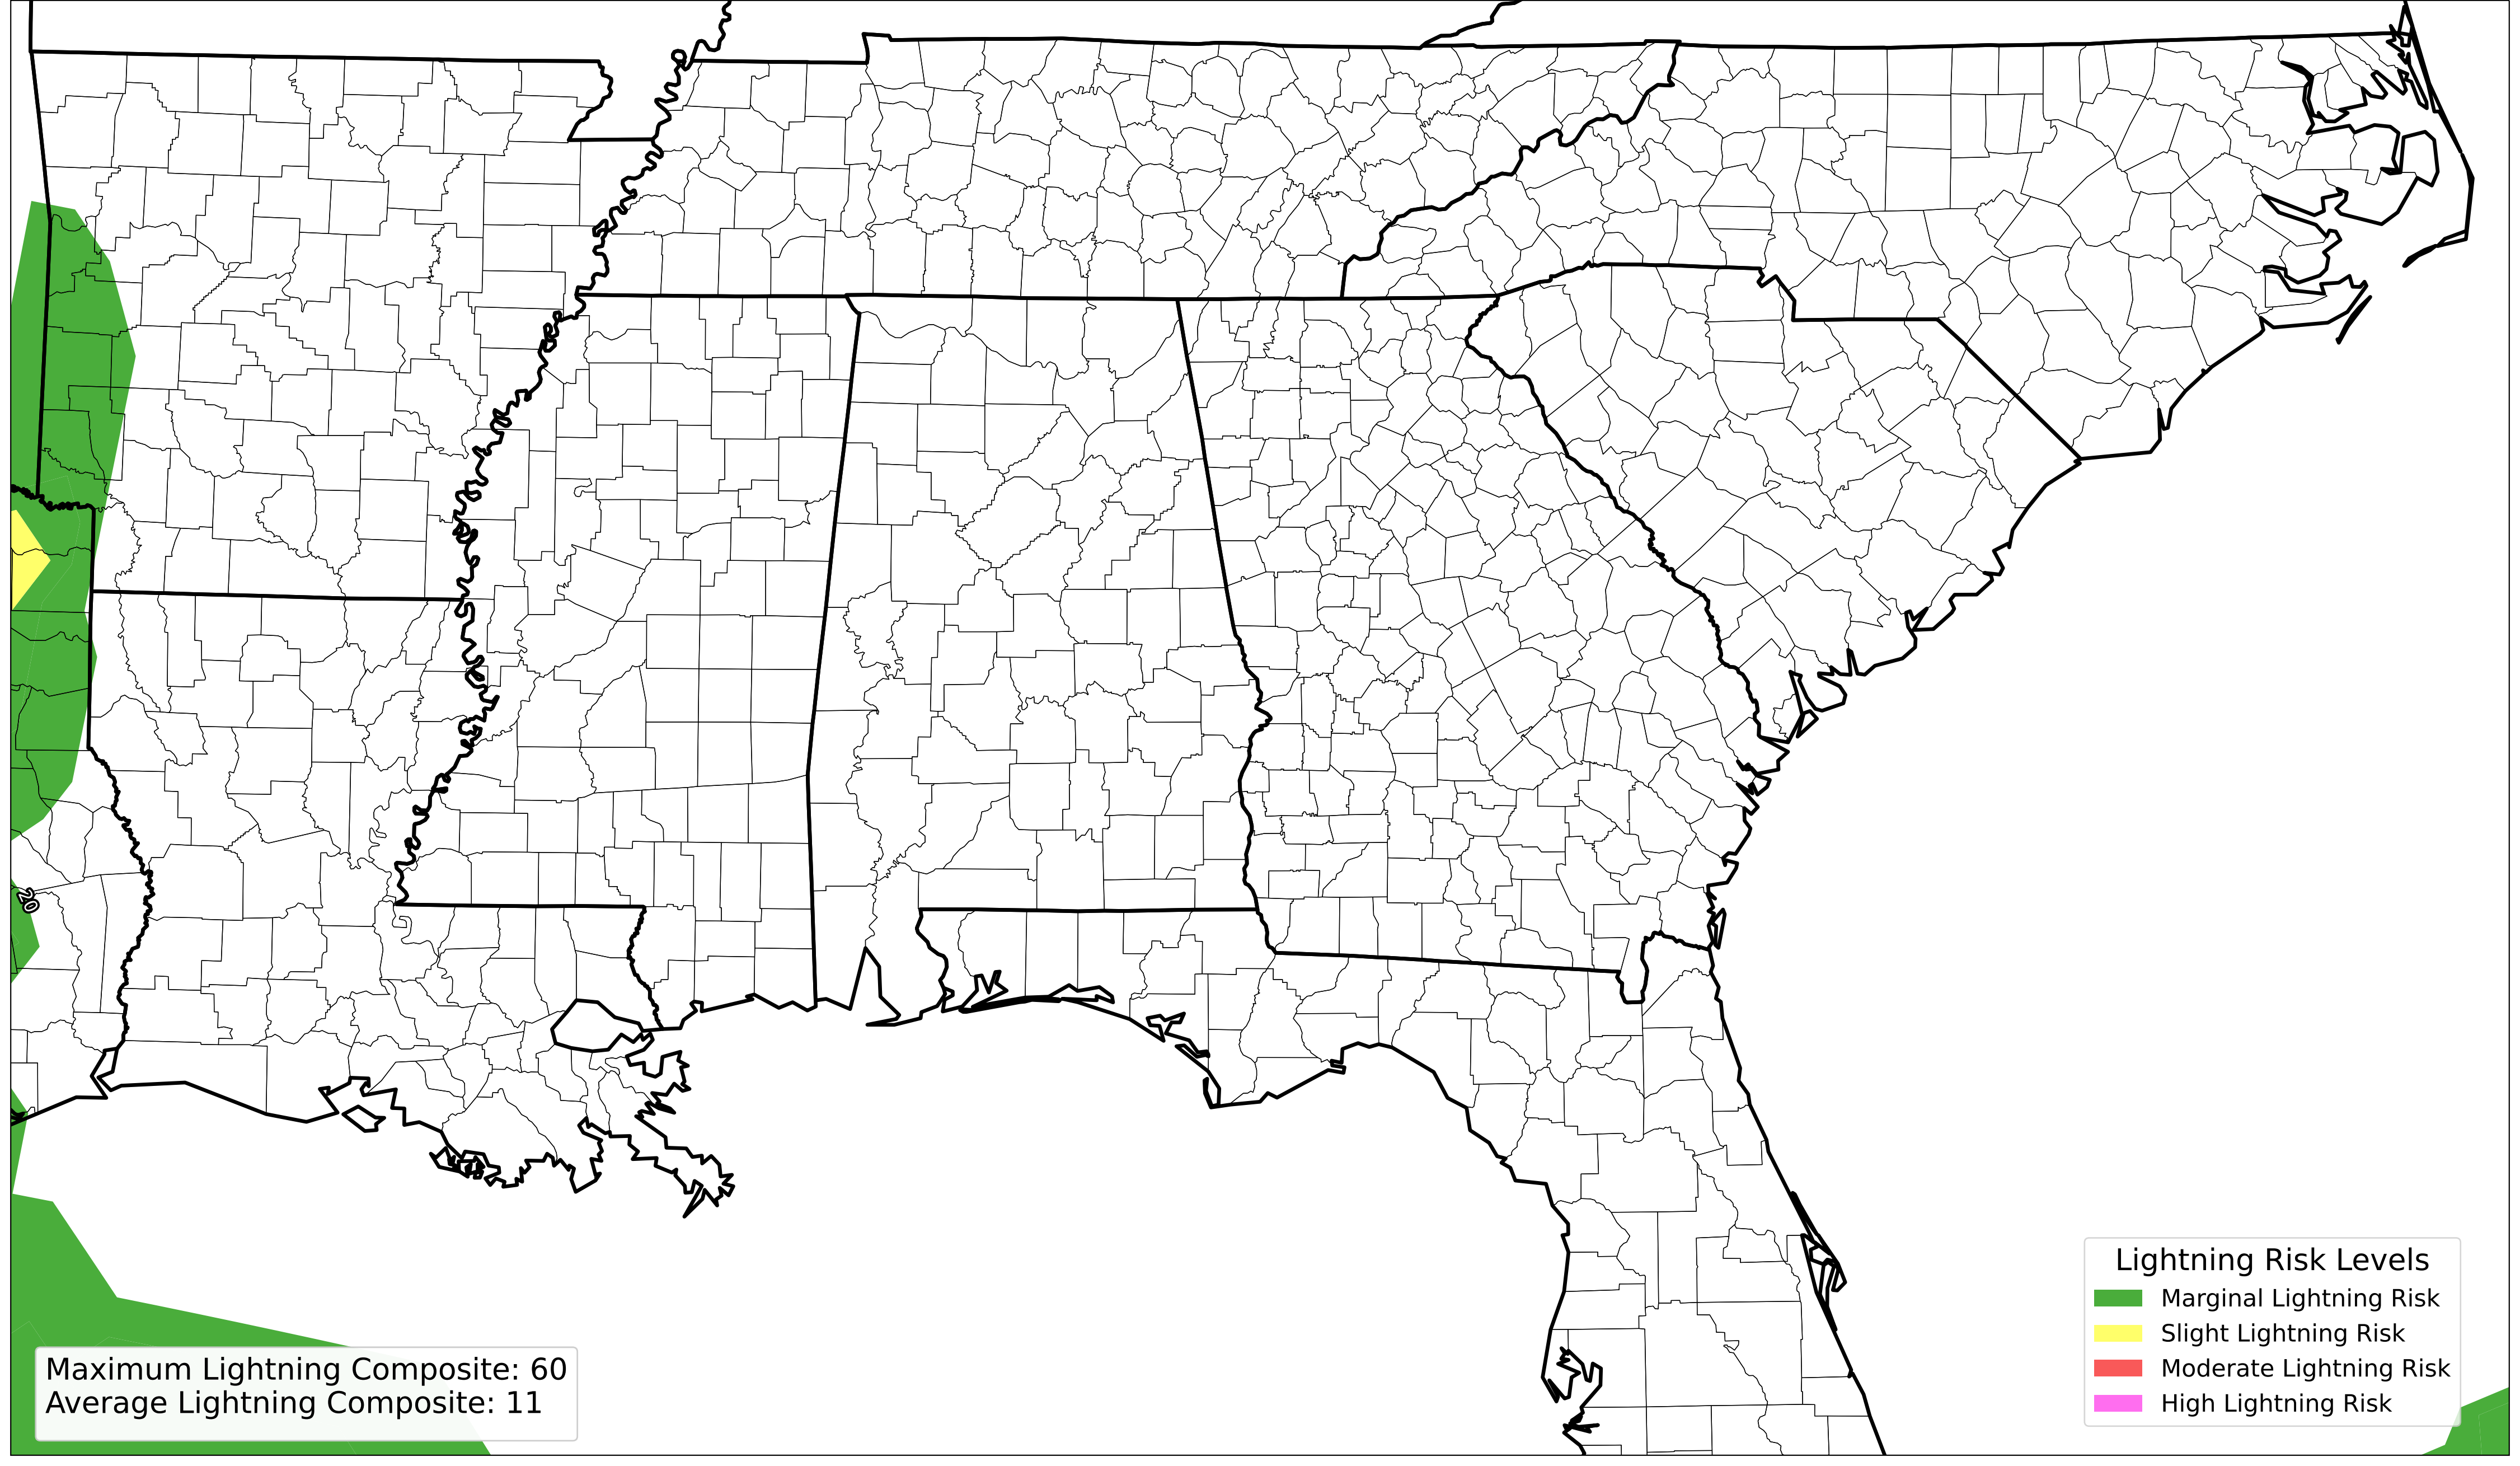 20
Maximum Lightning Composite: 60
Average Lightning Composite: 11
Lightning Risk Levels
Marginal Lightning Risk
Slight Lightning Risk
Moderate Lightning Risk
High Lightning Risk